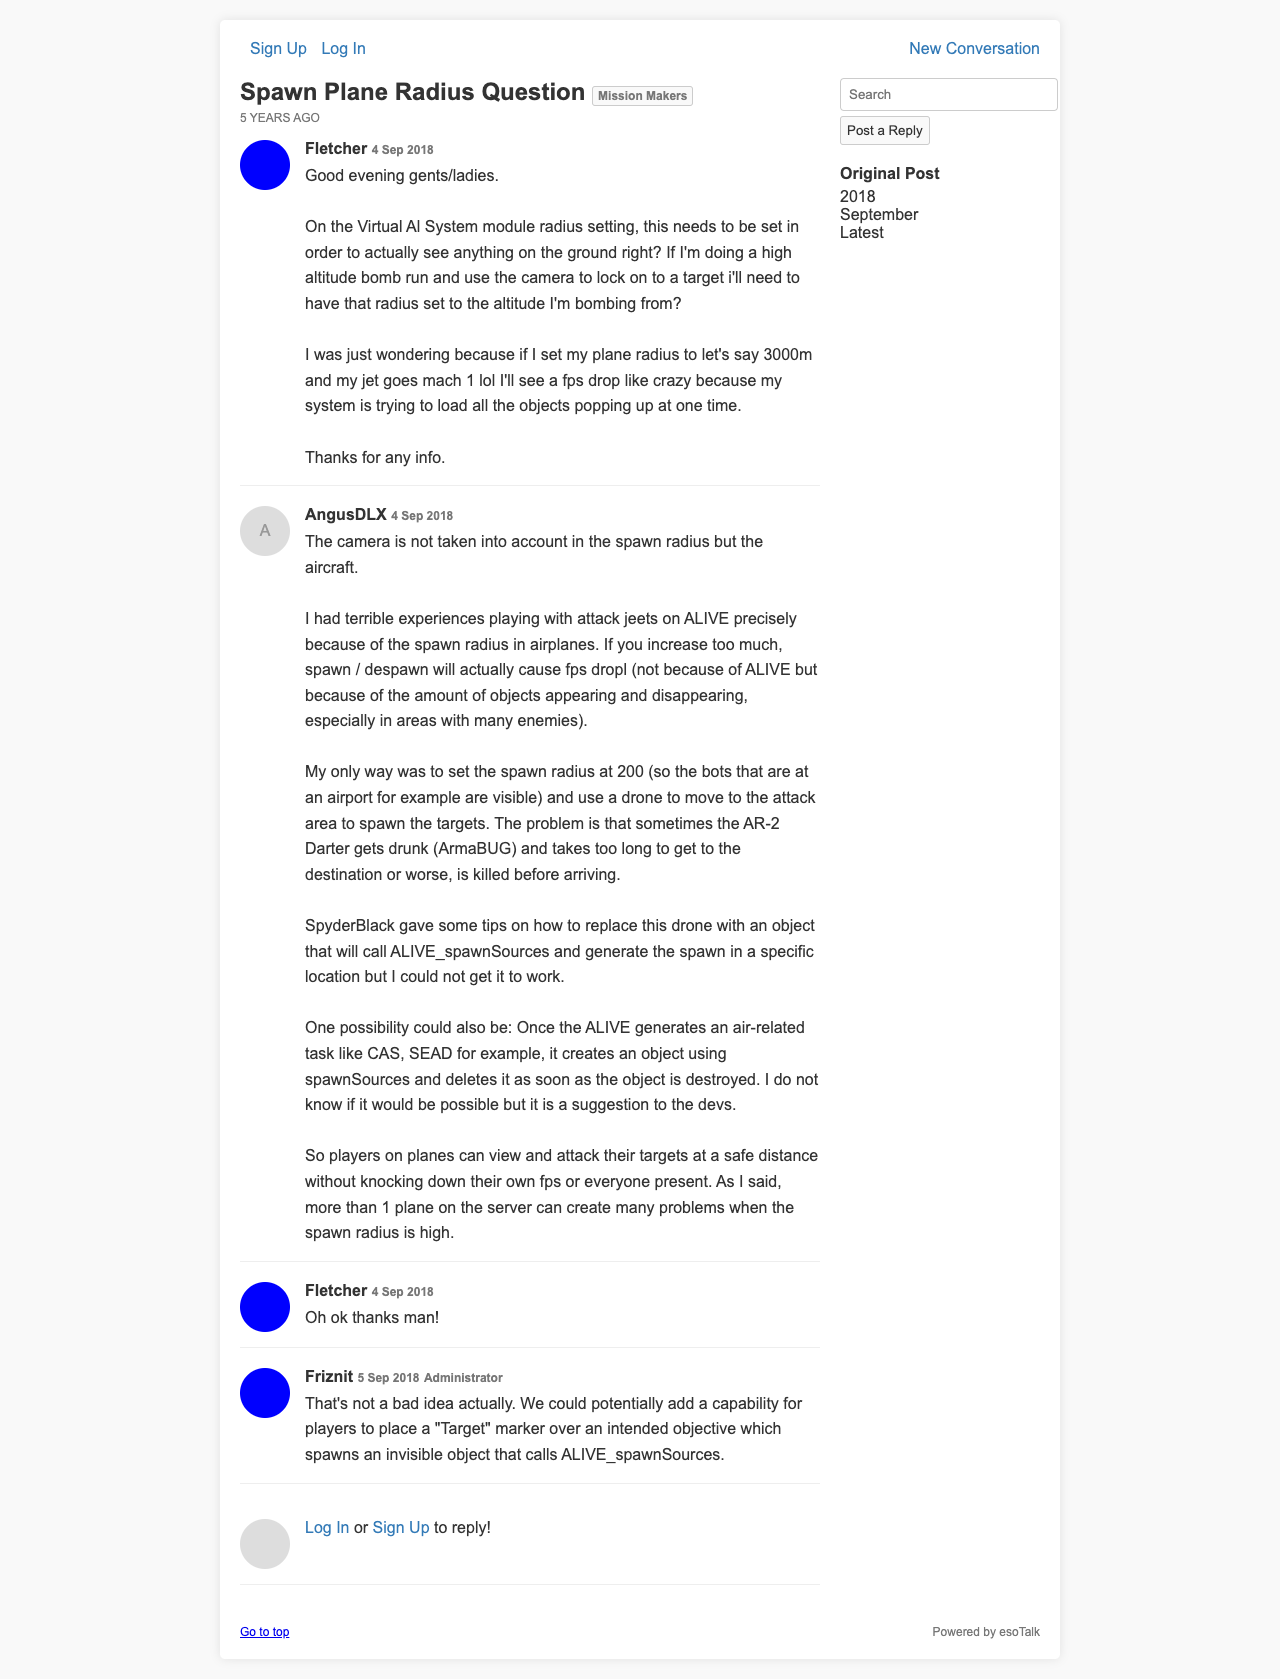 Sign Up Log In New Conversation
Spawn Plane Radius Question Mission Makers
5 YEARS AGO
Search
Post a Reply
Original Post
2018
September
Latest
Fletcher 4 Sep 2018
Good evening gents/ladies.
On the Virtual AI System module radius setting, this needs to be set in
order to actually see anything on the ground right? If I'm doing a high
altitude bomb run and use the camera to lock on to a target i'll need to
have that radius set to the altitude I'm bombing from?
I was just wondering because if I set my plane radius to let's say 3000m
and my jet goes mach 1 lol I'll see a fps drop like crazy because my
system is trying to load all the objects popping up at one time.
Thanks for any info.
A
AngusDLX 4 Sep 2018
The camera is not taken into account in the spawn radius but the
aircraft.
I had terrible experiences playing with attack jeets on ALIVE precisely
because of the spawn radius in airplanes. If you increase too much,
spawn / despawn will actually cause fps dropl (not because of ALIVE but
because of the amount of objects appearing and disappearing,
especially in areas with many enemies).
My only way was to set the spawn radius at 200 (so the bots that are at
an airport for example are visible) and use a drone to move to the attack
area to spawn the targets. The problem is that sometimes the AR-2
Darter gets drunk (ArmaBUG) and takes too long to get to the
destination or worse, is killed before arriving.
SpyderBlack gave some tips on how to replace this drone with an object
that will call ALIVE_spawnSources and generate the spawn in a specific
location but I could not get it to work.
One possibility could also be: Once the ALIVE generates an air-related
task like CAS, SEAD for example, it creates an object using
spawnSources and deletes it as soon as the object is destroyed. I do not
know if it would be possible but it is a suggestion to the devs.
So players on planes can view and attack their targets at a safe distance
without knocking down their own fps or everyone present. As I said,
more than 1 plane on the server can create many problems when the
spawn radius is high.
Fletcher 4 Sep 2018
Oh ok thanks man!
Friznit 5 Sep 2018 Administrator
That's not a bad idea actually. We could potentially add a capability for
players to place a "Target" marker over an intended objective which
spawns an invisible object that calls ALIVE_spawnSources.
Log In or Sign Up to reply!
Go to top Powered by esoTalk